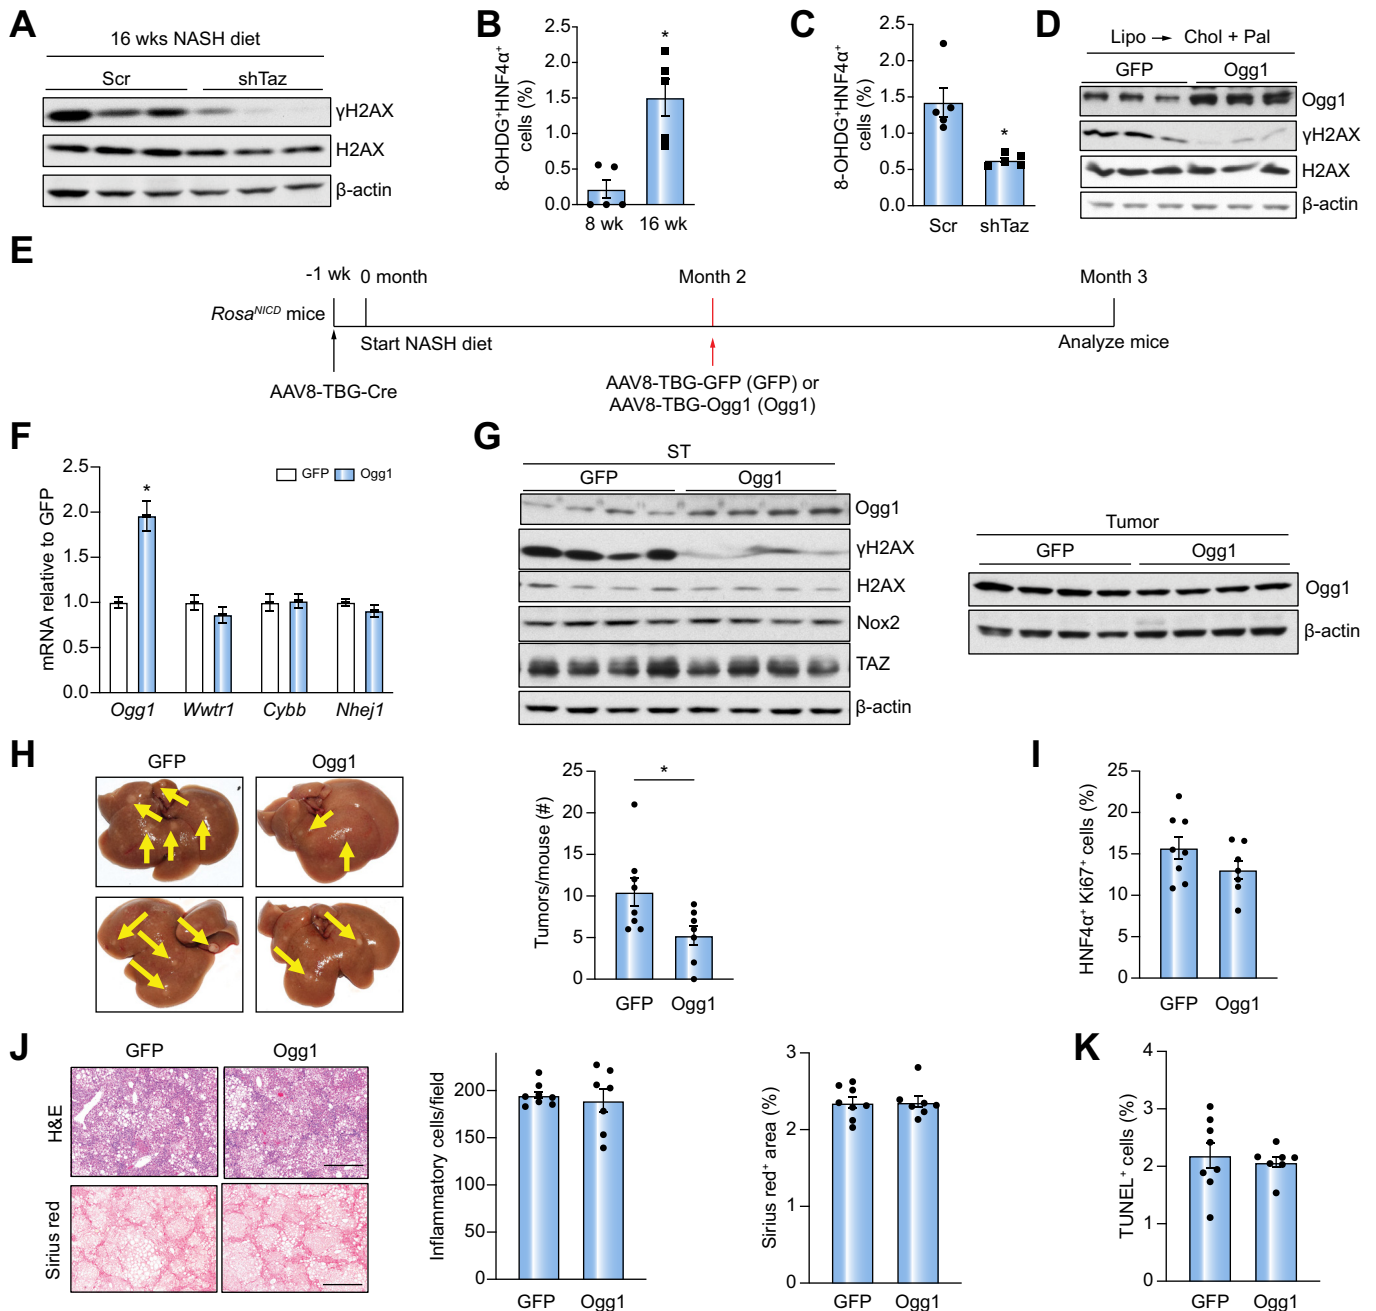 A
16 wks NASH diet
Scr
shTaz
γH2AX
H2AX
β-actin
B
8-OHDG⁺HNF4α⁺
cells (%)
2.5
2.0
1.5
1.0
0.5
0.0
*
8 wk
16 wk
C
8-OHDG⁺HNF4α⁺
cells (%)
2.5
2.0
1.5
1.0
0.5
0.0
*
Scr
shTaz
D
Lipo → Chol + Pal
GFP
Ogg1
Ogg1
γH2AX
H2AX
β-actin
E
-1 wk
0 month
Month 2
Month 3
Rosaᴺᴵᶜᴰ mice
Start NASH diet
Analyze mice
AAV8-TBG-Cre
AAV8-TBG-GFP (GFP) or
AAV8-TBG-Ogg1 (Ogg1)
F
mRNA relative to GFP
2.5
2.0
1.5
1.0
0.5
0.0
*
GFP
Ogg1
Ogg1
Wwtr1
Cybb
Nhej1
G
ST
GFP
Ogg1
Ogg1
γH2AX
H2AX
Nox2
TAZ
β-actin
Tumor
GFP
Ogg1
Ogg1
β-actin
H
GFP
Ogg1
Tumors/mouse (#)
25
20
15
10
5
0
*
GFP
Ogg1
I
HNF4α⁺ Ki67⁺ cells (%)
25
20
15
10
5
0
GFP
Ogg1
J
GFP
Ogg1
H&E
Sirius red
Inflammatory cells/field
200
150
100
50
0
GFP
Ogg1
Sirius red⁺ area (%)
3
2
1
0
GFP
Ogg1
K
TUNEL⁺ cells (%)
4
3
2
1
0
GFP
Ogg1